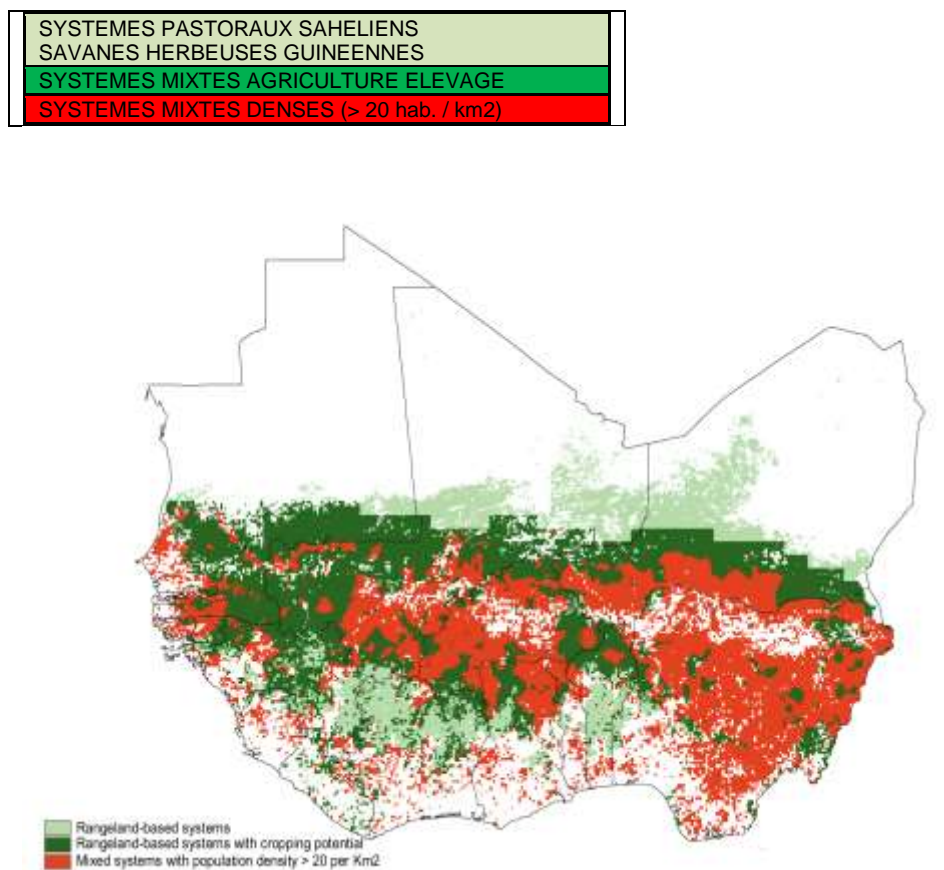 SYSTEMES PASTORAUX SAHELIENS
SAVANES HERBEUSES GUINEENNES
SYSTEMES MIXTES AGRICULTURE ELEVAGE
SYSTEMES MIXTES DENSES (> 20 hab. / km2)
Rangeland-based systems
Rangeland-based systems with cropping potential
Mixed systems with population density > 20 per Km2